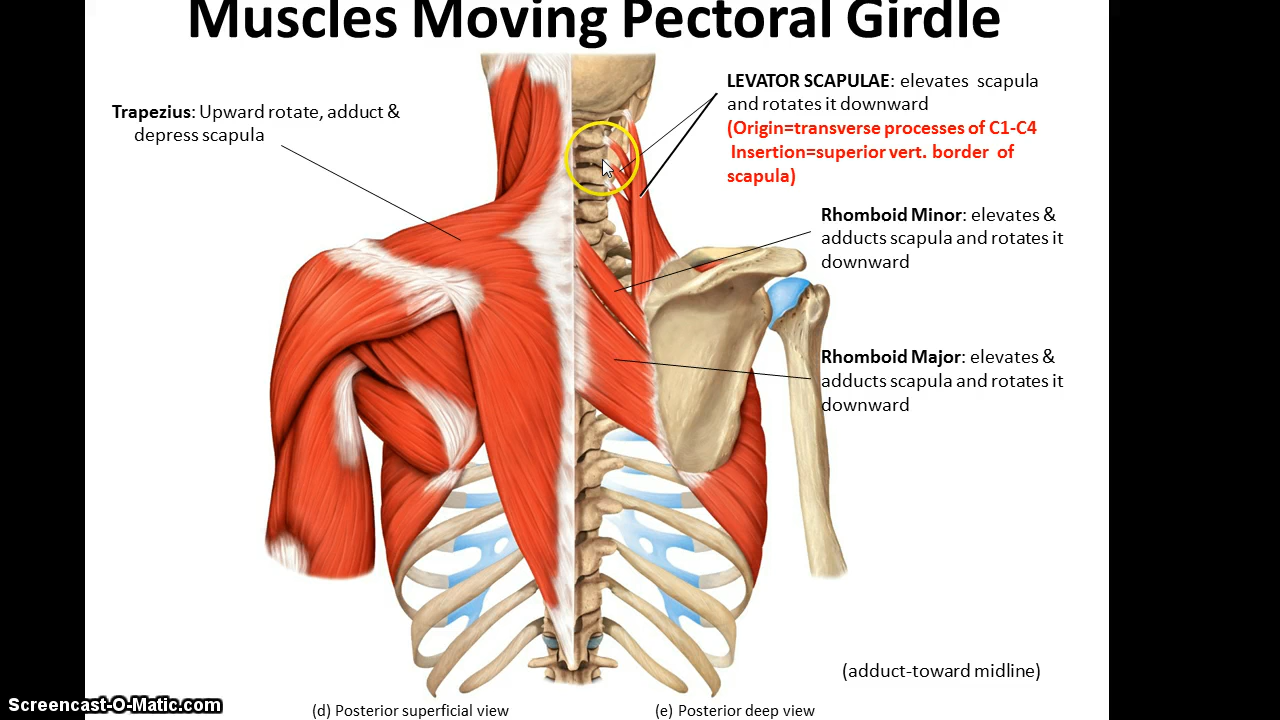 Muscles Moving Pectoral Girdle
Trapezius: Upward rotate, adduct &
depress scapula
LEVATOR SCAPULAE: elevates scapula
and rotates it downward
(Origin=transverse processes of C1-C4
Insertion=superior vert. border of
scapula)
Rhomboid Minor: elevates &
adducts scapula and rotates it
downward
Rhomboid Major: elevates &
adducts scapula and rotates it
downward
(adduct-toward midline)
(d) Posterior superficial view
(e) Posterior deep view
Screencast-O-Matic.com